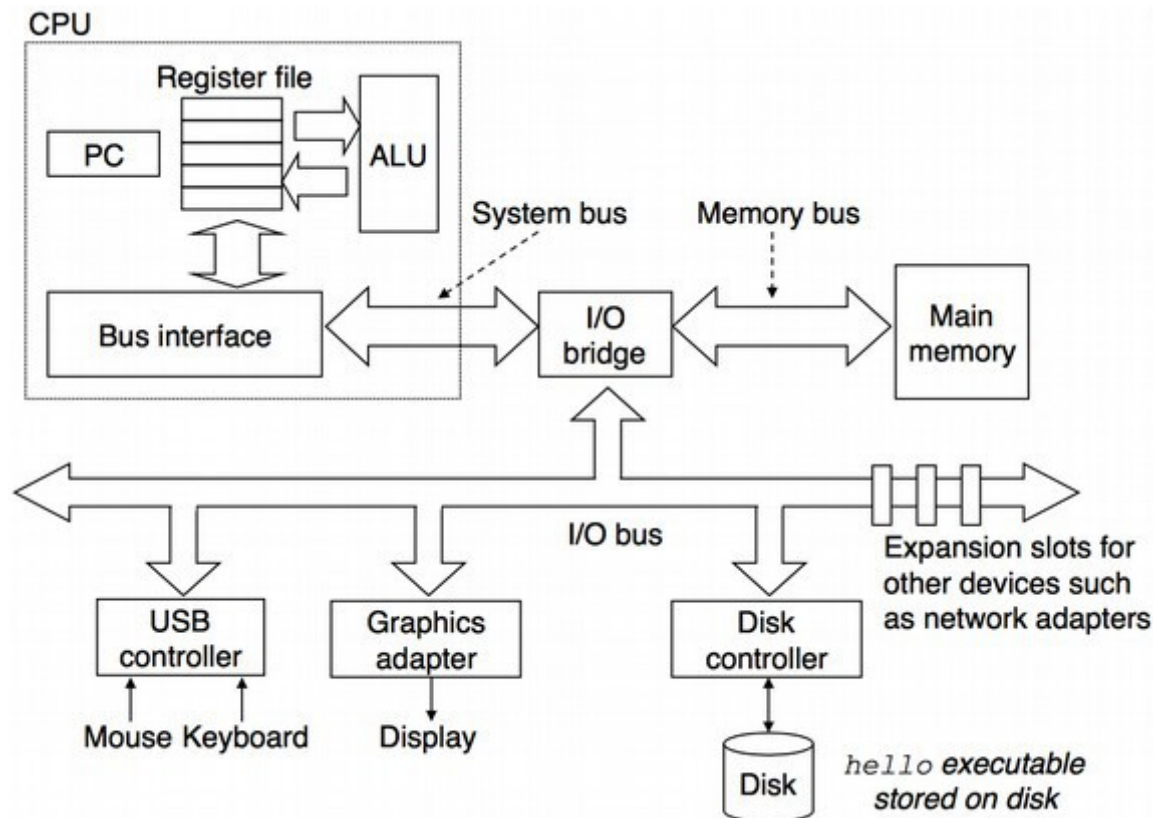 CPU
Register file
PC
ALU
System bus
Memory bus
Bus interface
I/O
bridge
Main
memory
I/O bus
Expansion slots for
other devices such
as network adapters
USB
controller
Graphics
adapter
Disk
controller
Mouse Keyboard
Display
Disk
hello executable
stored on disk